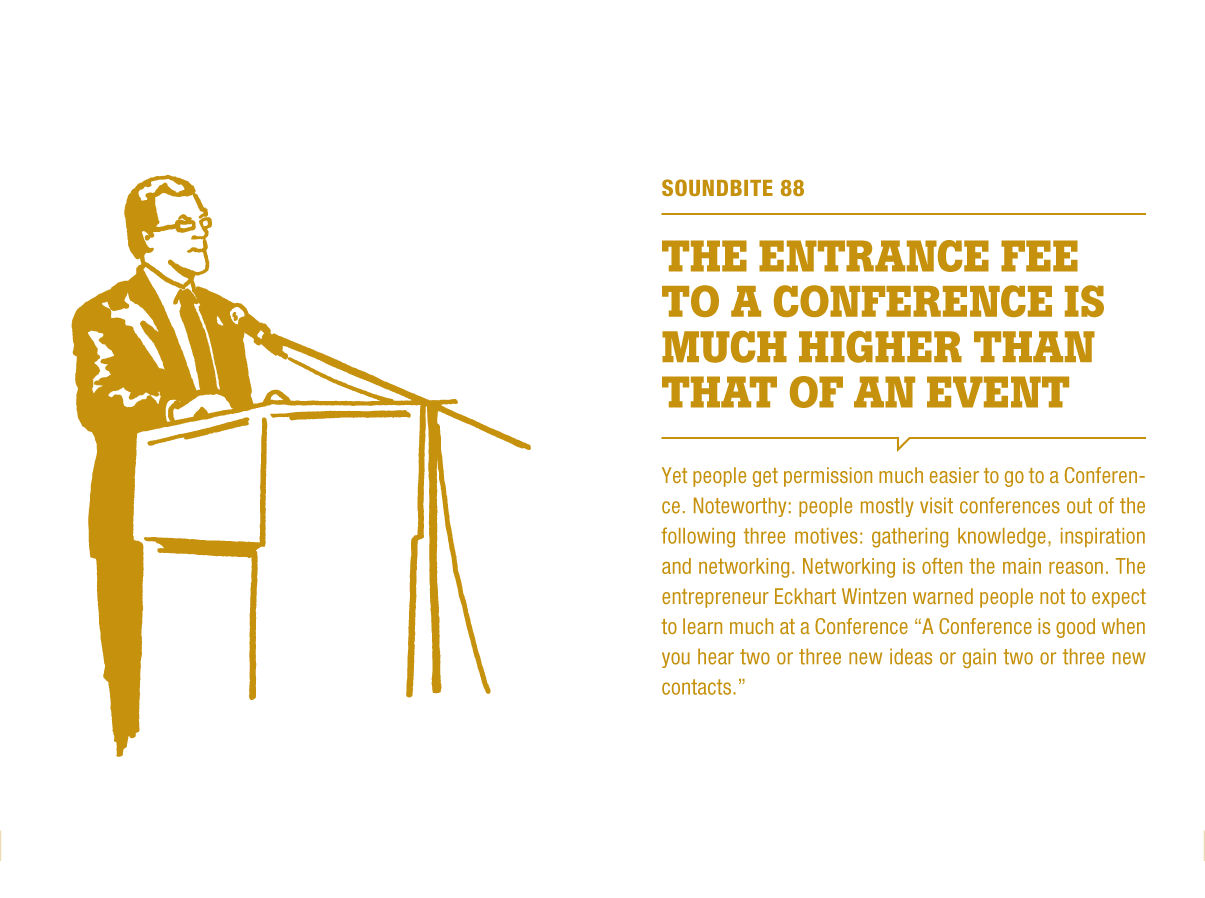 SOUNDBITE 88
THE ENTRANCE FEE
TO A CONFERENCE IS
MUCH HIGHER THAN
THAT OF AN EVENT
Yet people get permission much easier to go to a Conferen-
ce. Noteworthy: people mostly visit conferences out of the
following three motives: gathering knowledge, inspiration
and networking. Networking is often the main reason. The
entrepreneur Eckhart Wintzen warned people not to expect
to learn much at a Conference “A Conference is good when
you hear two or three new ideas or gain two or three new
contacts.”